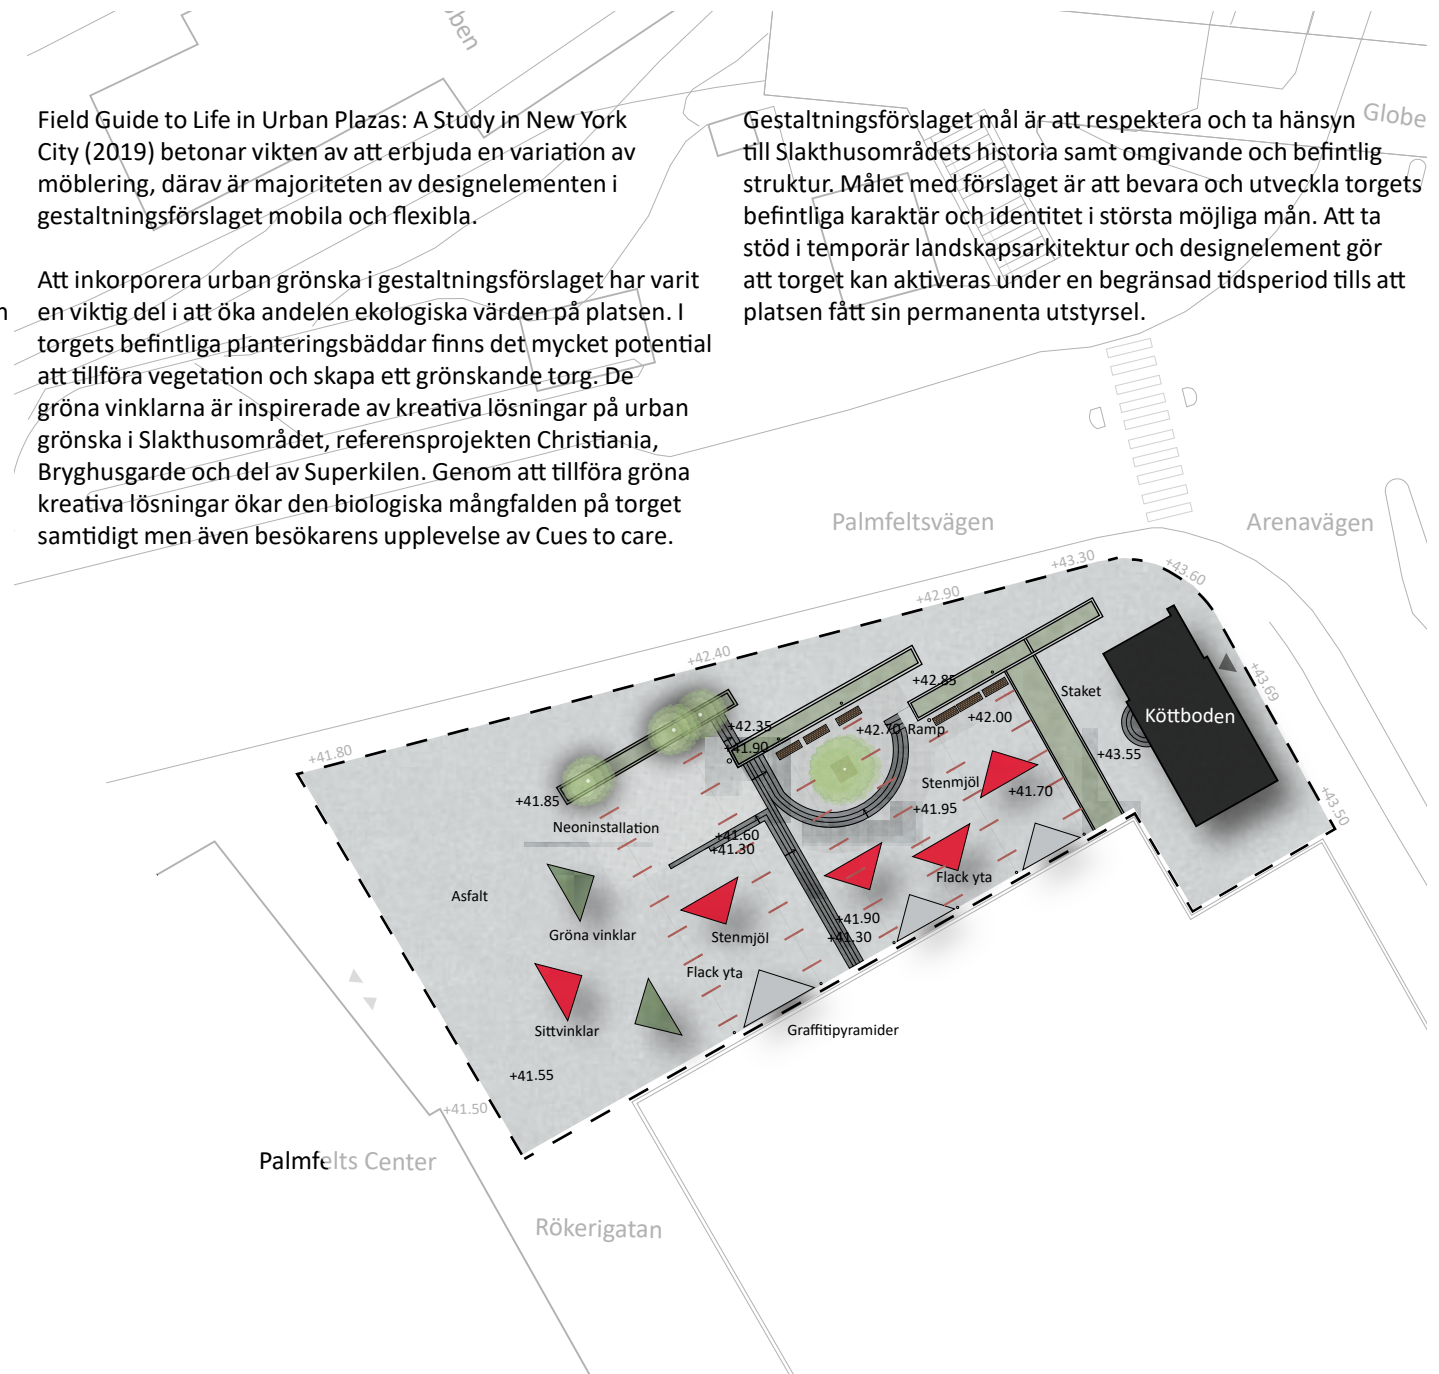 oben
Globe
Field Guide to Life in Urban Plazas: A Study in New York
City (2019) betonar vikten av att erbjuda en variation av
möblering, därav är majoriteten av designelementen i
gestaltningsförslaget mobila och flexibla.
Att inkorporera urban grönska i gestaltningsförslaget har varit
en viktig del i att öka andelen ekologiska värden på platsen. I
torgets befintliga planteringsbäddar finns det mycket potential
att tillföra vegetation och skapa ett grönskande torg. De
gröna vinklarna är inspirerade av kreativa lösningar på urban
grönska i Slakthusområdet, referensprojekten Christiania,
Bryghusgarde och del av Superkilen. Genom att tillföra gröna
kreativa lösningar ökar den biologiska mångfalden på torget
samtidigt men även besökarens upplevelse av Cues to care.
Gestaltningsförslaget mål är att respektera och ta hänsyn
till Slakthusområdets historia samt omgivande och befintlig
struktur. Målet med förslaget är att bevara och utveckla torgets
befintliga karaktär och identitet i största möjliga mån. Att ta
stöd i temporär landskapsarkitektur och designelement gör
att torget kan aktiveras under en begränsad tidsperiod tills att
platsen fått sin permanenta utstyrsel.
Palmfeltsvägen
Arenavägen
+43.30
+43.60
+42.90
+42.40
+42.85
+43.69
Staket
+42.00
Köttboden
+42.35
+42.70 Ramp
+41.90
+43.55
+41.80
Stenmjöl
+41.70
+41.85
+41.95
+43.50
Neoninstallation
+41.60
+41.30
Flack yta
Asfalt
+41.90
Gröna vinklar
Stenmjöl
+41.30
Flack yta
Sittvinklar
Graffitipyramider
+41.55
+41.50
Palmfelts Center
Rökerigatan